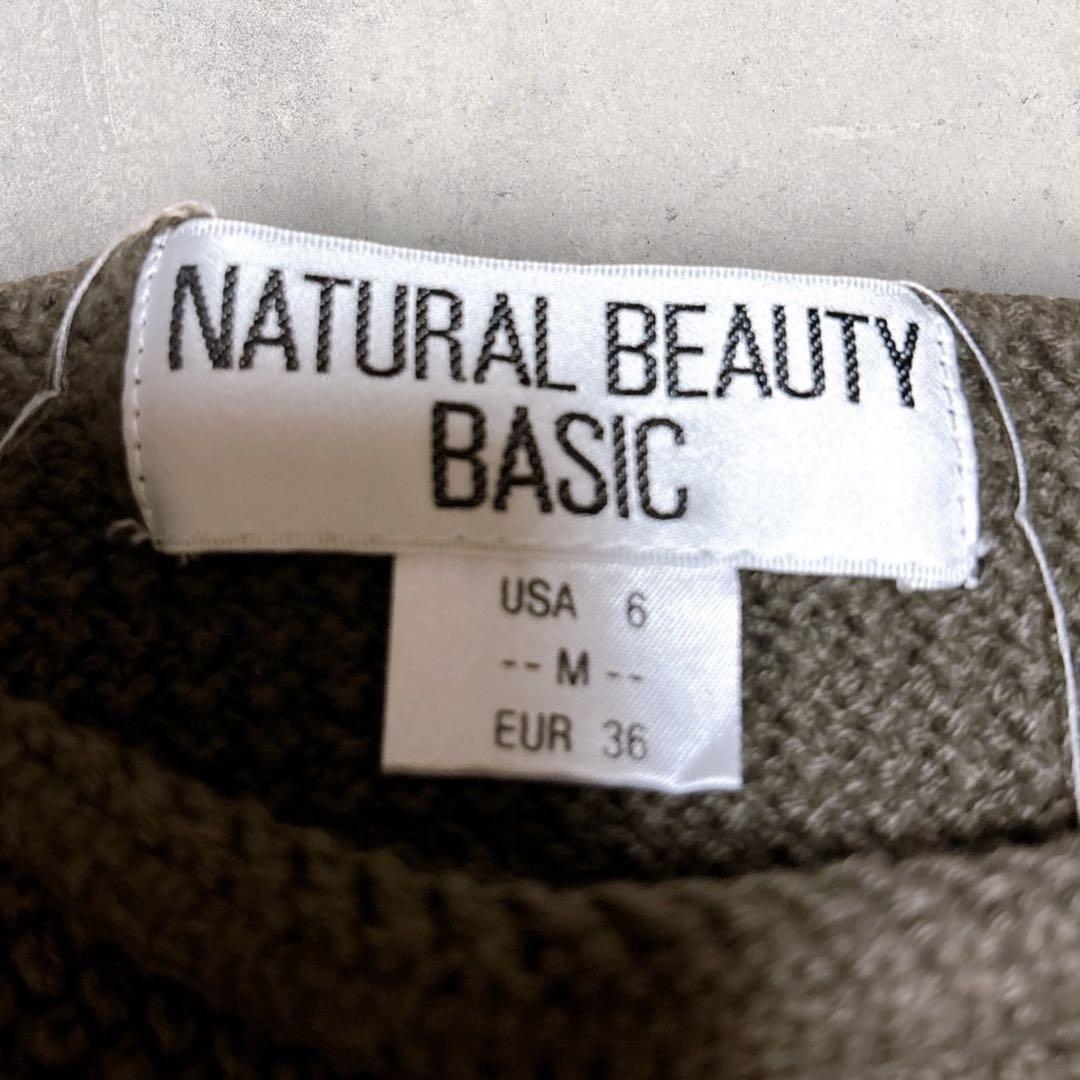 NATURAL BEAUTY
BASIC
USA 6
-- M --
EUR 36